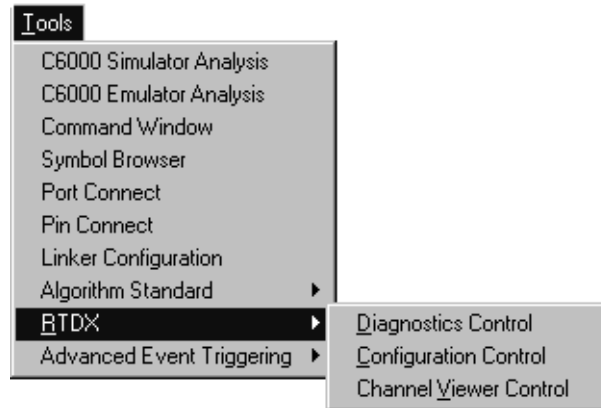 Tools
C6000 Simulator Analysis
C6000 Emulator Analysis
Command Window
Symbol Browser
Port Connect
Pin Connect
Linker Configuration
Algorithm Standard
RTDX
Advanced Event Triggering
Diagnostics Control
Configuration Control
Channel Viewer Control